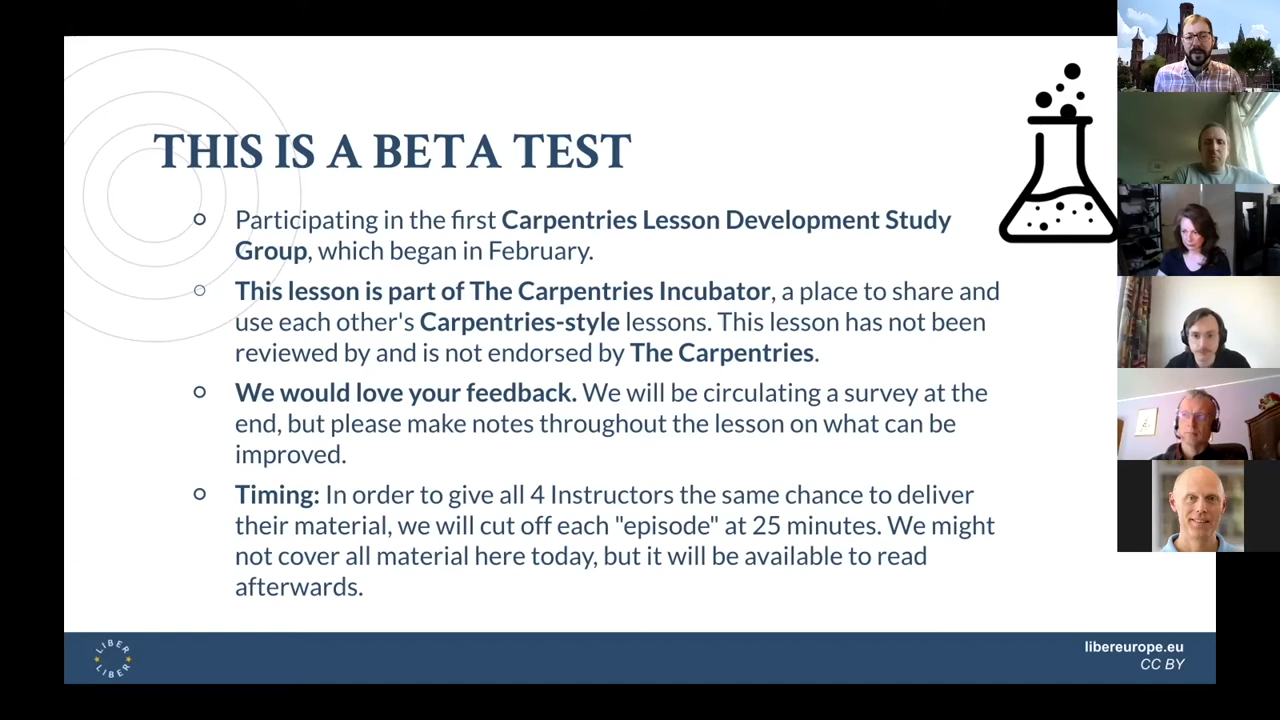 THIS IS A BETA TEST
Participating in the first Carpentries Lesson Development Study
Group, which began in February.
This lesson is part of The Carpentries Incubator, a place to share and
use each other's Carpentries-style lessons. This lesson has not been
reviewed by and is not endorsed by The Carpentries.
We would love your feedback. We will be circulating a survey at the
end, but please make notes throughout the lesson on what can be
improved.
Timing: In order to give all 4 Instructors the same chance to deliver
their material, we will cut off each "episode" at 25 minutes. We might
not cover all material here today, but it will be available to read
afterwards.
LIBER
LIBER
libereurope.eu
CC BY